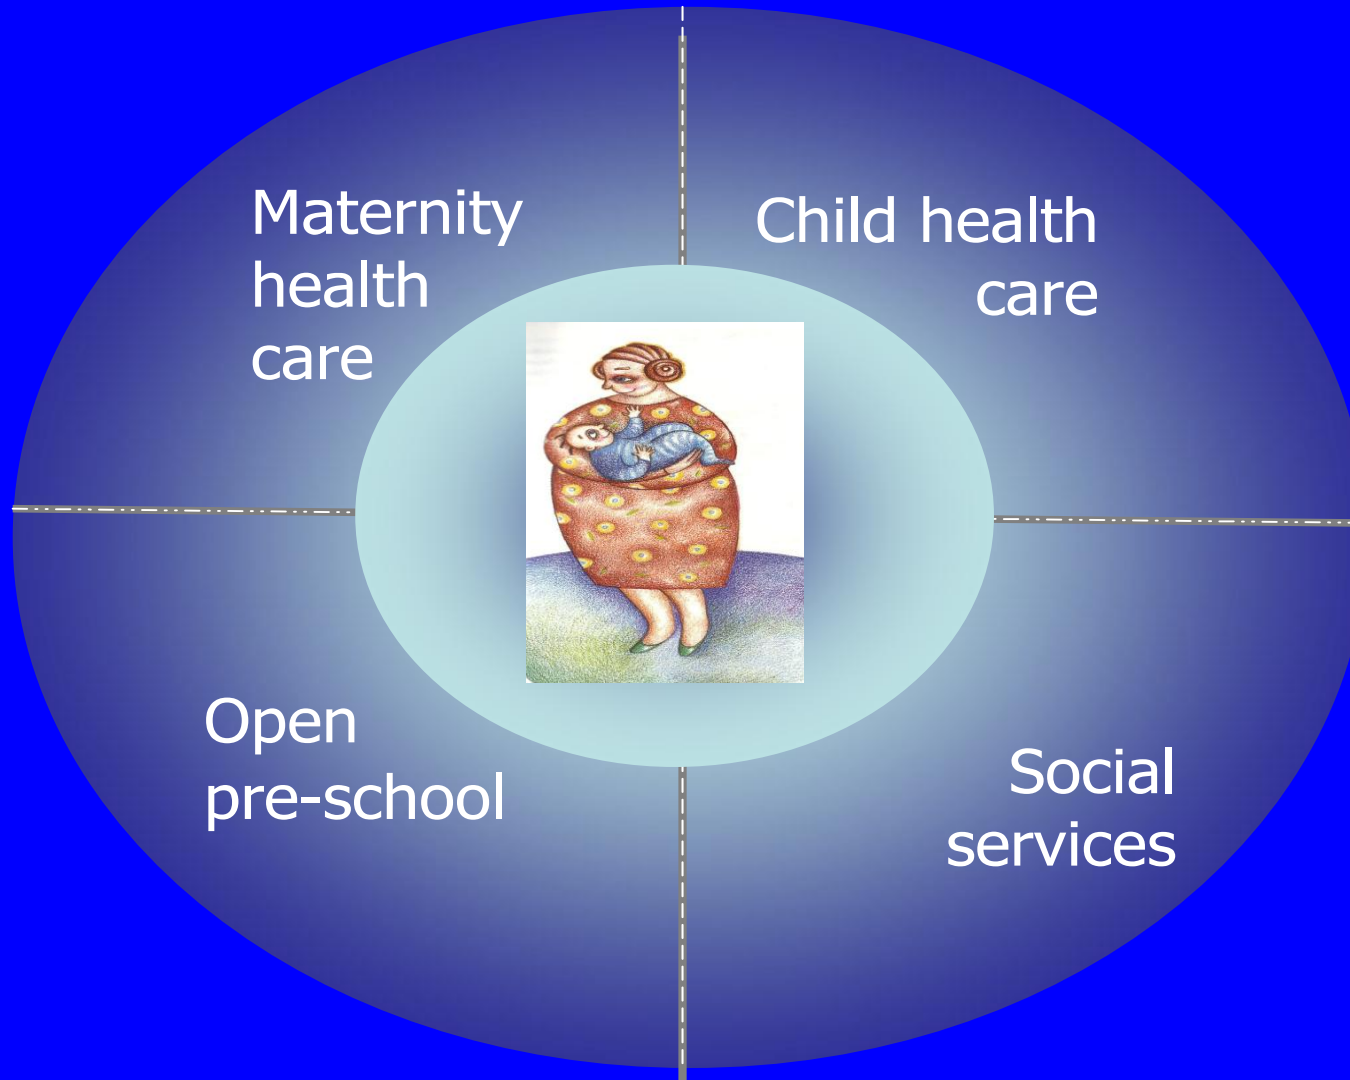 Maternity
health
care
Child health
care
Open
pre-school
Social
services